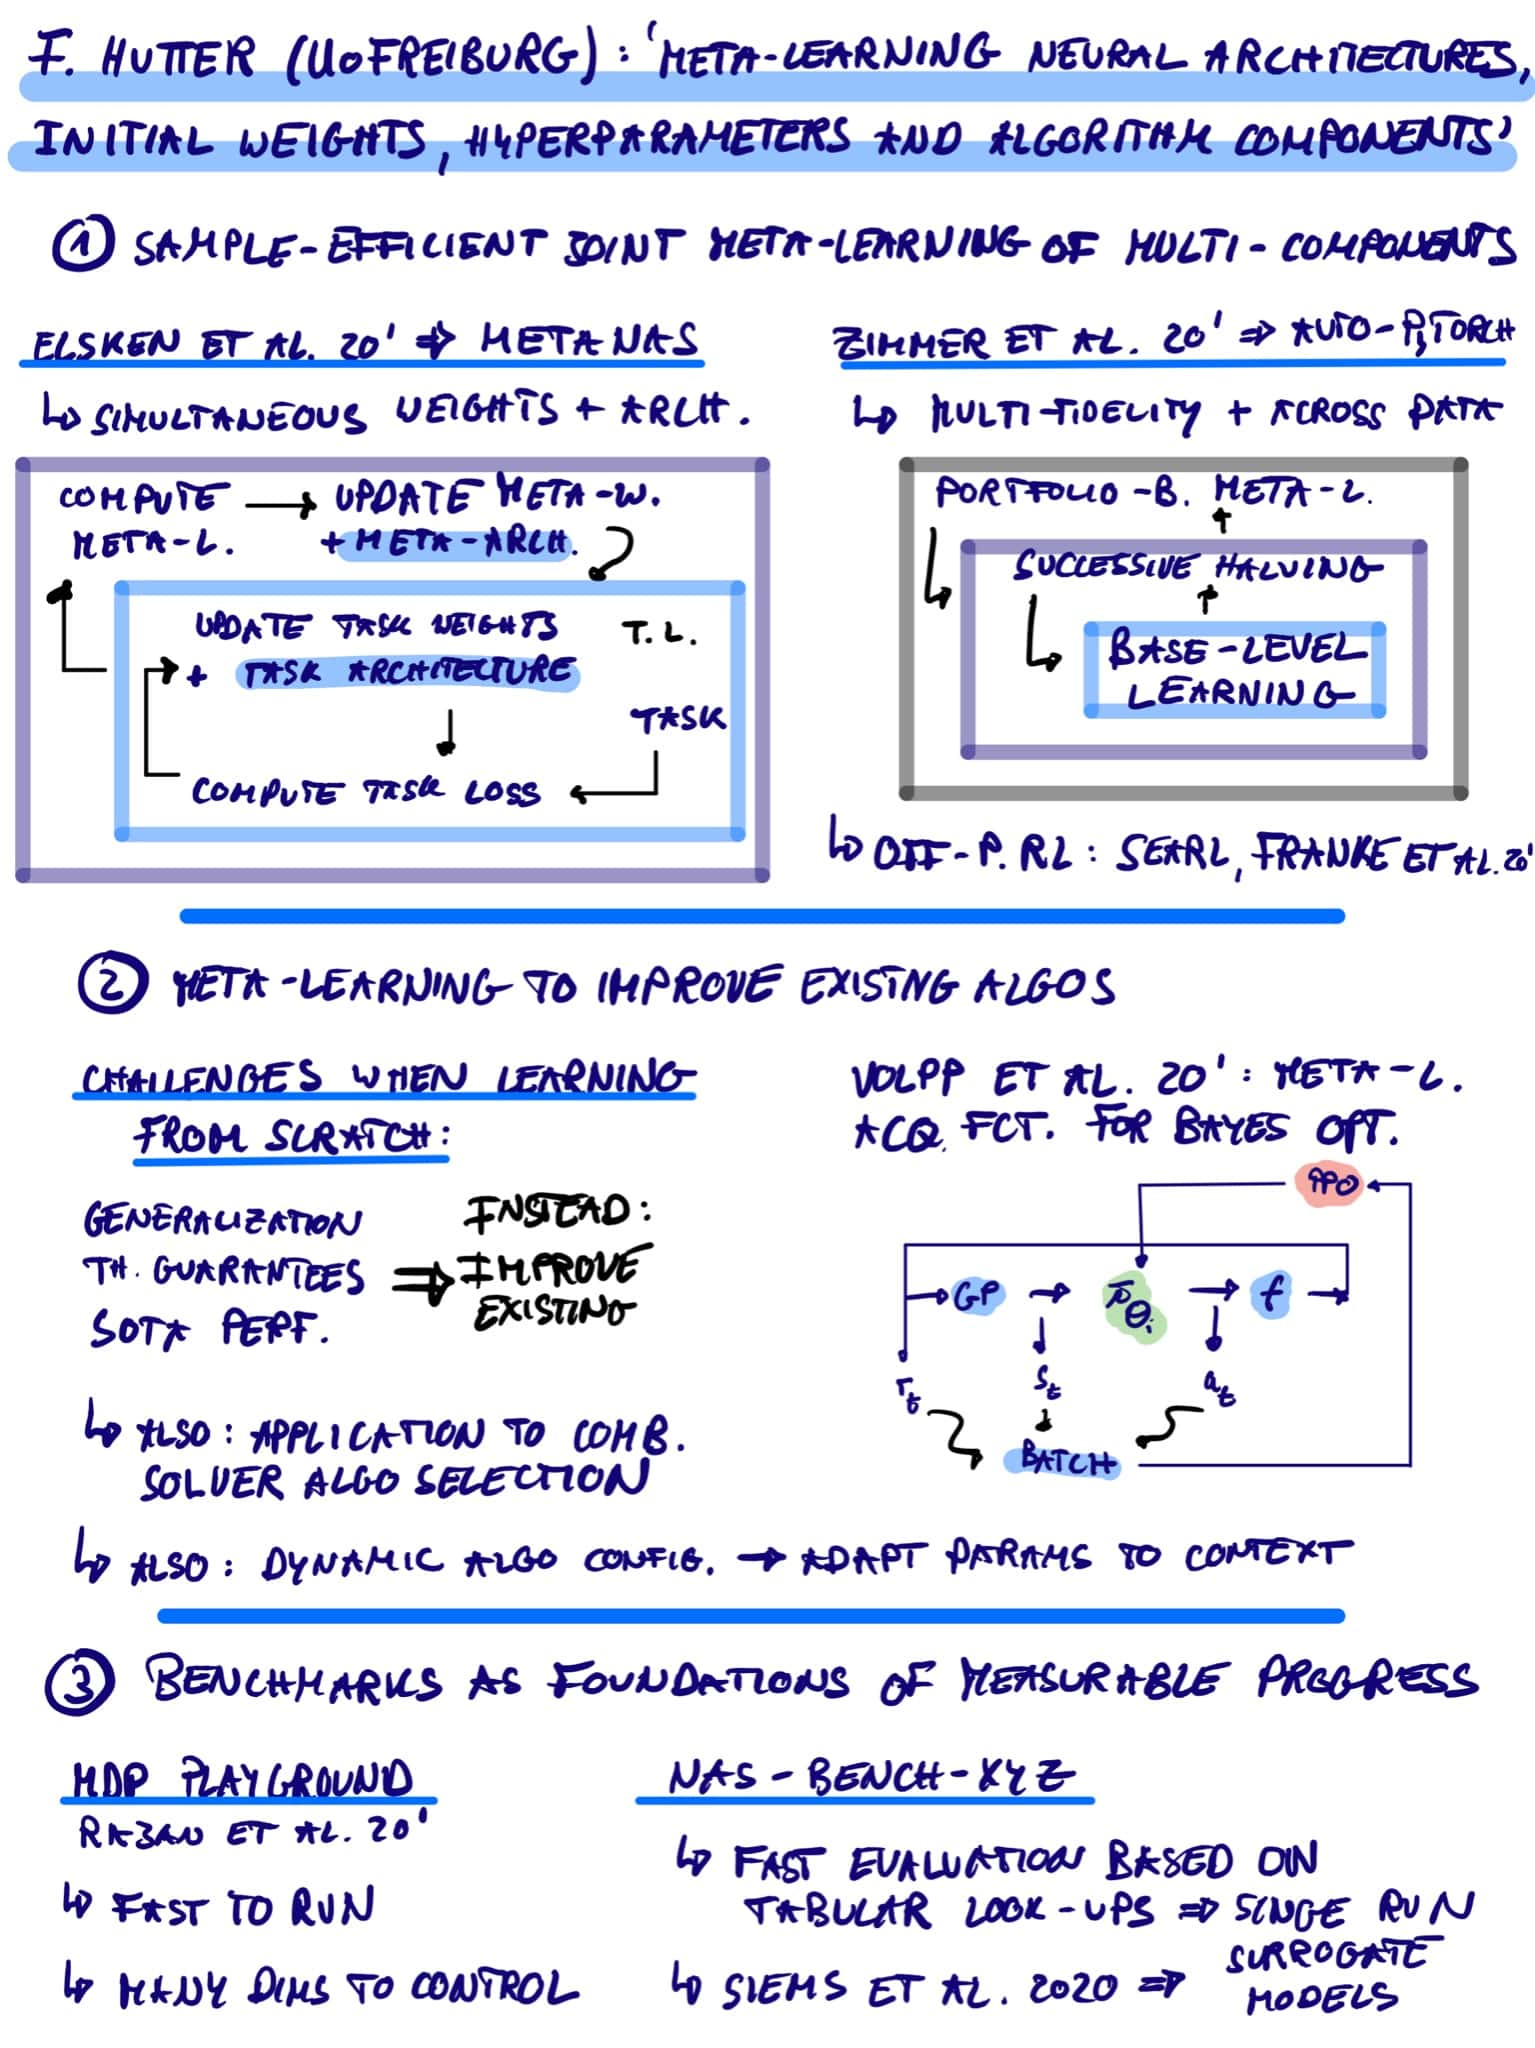 F. HUTTER (UOFREIBURG): 'META-LEARNING NEURAL ARCHITECTURES,
INITIAL WEIGHTS, HYPERPARAMETERS AND ALGORITHM COMPONENTS'
1 SAMPLE-EFFICIENT JOINT META-LEARNING OF MULTI-COMPONENTS
ELSKEN ET AL. 20' ⇒ METANAS
↳ SIMULTANEOUS WEIGHTS + ARCH.
COMPUTE → UPDATE META-W.
META-L. + META-ARCH.
UPDATE TASK WEIGHTS T.L.
+ TASK ARCHITECTURE
TASK
COMPUTE TASK LOSS
ZIMMER ET AL. 20' ⇒ AUTO-PYTORCH
↳ MULTI-FIDELITY + ACROSS DATA
PORTFOLIO-B. META-L.
SUCCESSIVE HALVING
BASE-LEVEL
LEARNING
↳ OFF-P. RL: SEARL, FRANKE ET AL. 20'
2 META-LEARNING TO IMPROVE EXISTING ALGOS
CHALLENGES WHEN LEARNING
FROM SCRATCH:
GENERALIZATION
TH. GUARANTEES
SOTA PERF.
⇒ INSTEAD:
IMPROVE
EXISTING
↳ ALSO: APPLICATION TO COMB.
SOLVER ALGO SELECTION
VOLPP ET AL. 20': META-L.
ACQ. FCT. FOR BAYES OPT.
PPO
GP → π_θi → f →
r_t s_t a_t
BATCH
↳ ALSO: DYNAMIC ALGO CONFIG. → ADAPT PARAMS TO CONTEXT
3 BENCHMARKS AS FOUNDATIONS OF MEASURABLE PROGRESS
MDP PLAYGROUND
RAJAN ET AL. 20'
↳ FAST TO RUN
↳ MANY DIMS TO CONTROL
NAS-BENCH-XYZ
↳ FAST EVALUATION BASED ON
TABULAR LOOK-UPS ⇒ SINGE RUN
↳ SIEMS ET AL. 2020 ⇒ SURROGATE
MODELS